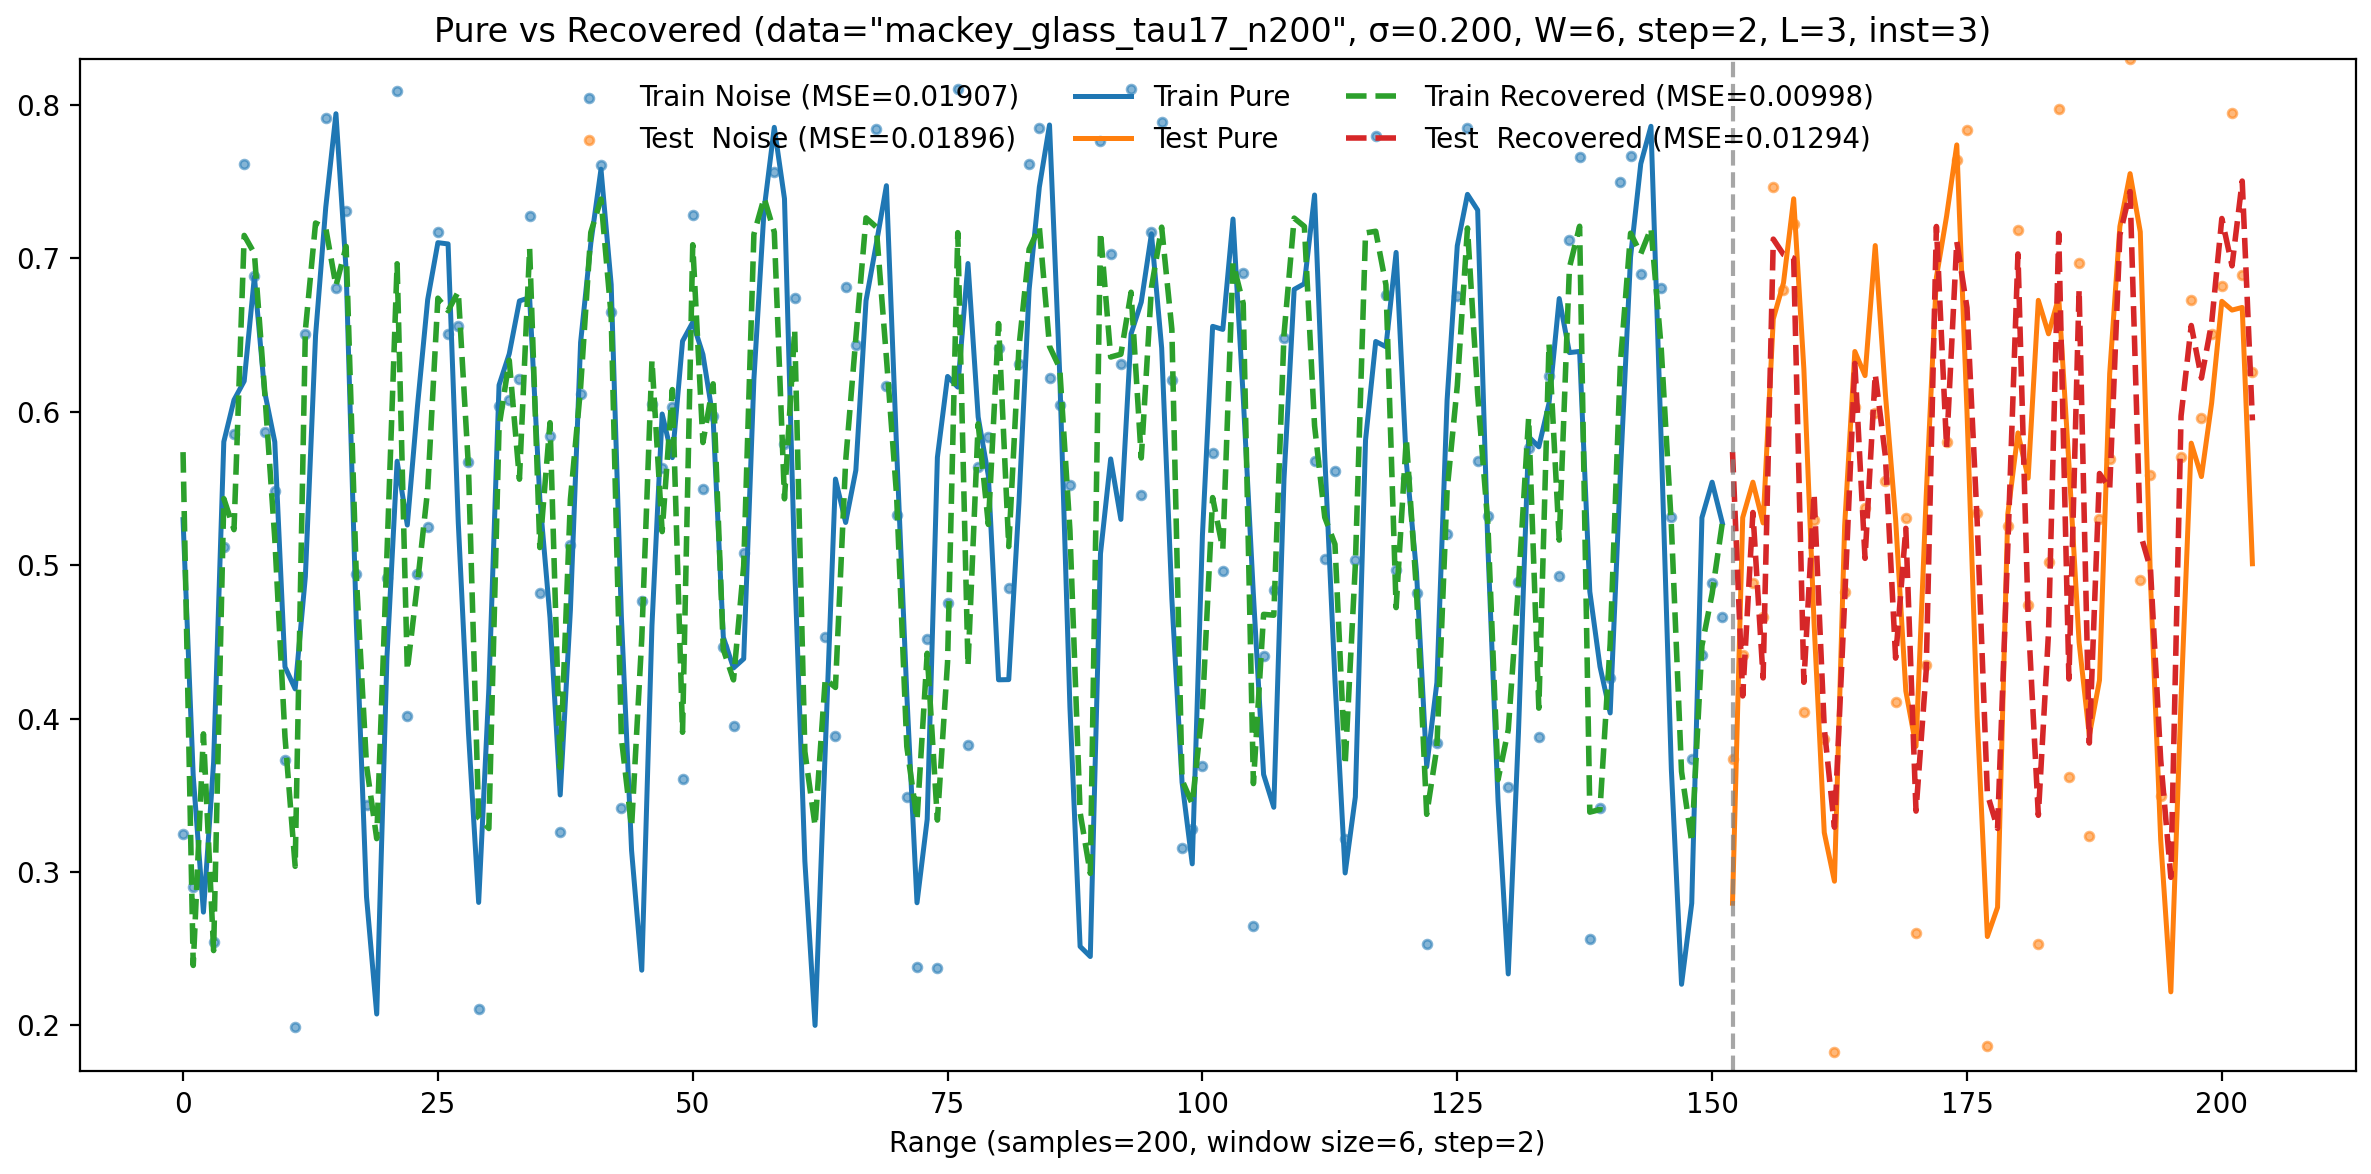 Pure vs Recovered (data="mackey_glass_tau17_n200", σ=0.200, W=6, step=2, L=3, inst=3)
Train Noise (MSE=0.01907) Train Pure Train Recovered (MSE=0.00998)
Test  Noise (MSE=0.01896) Test Pure Test  Recovered (MSE=0.01294)
0.8
0.7
0.6
0.5
0.4
0.3
0.2
0 25 50 75 100 125 150 175 200
Range (samples=200, window size=6, step=2)